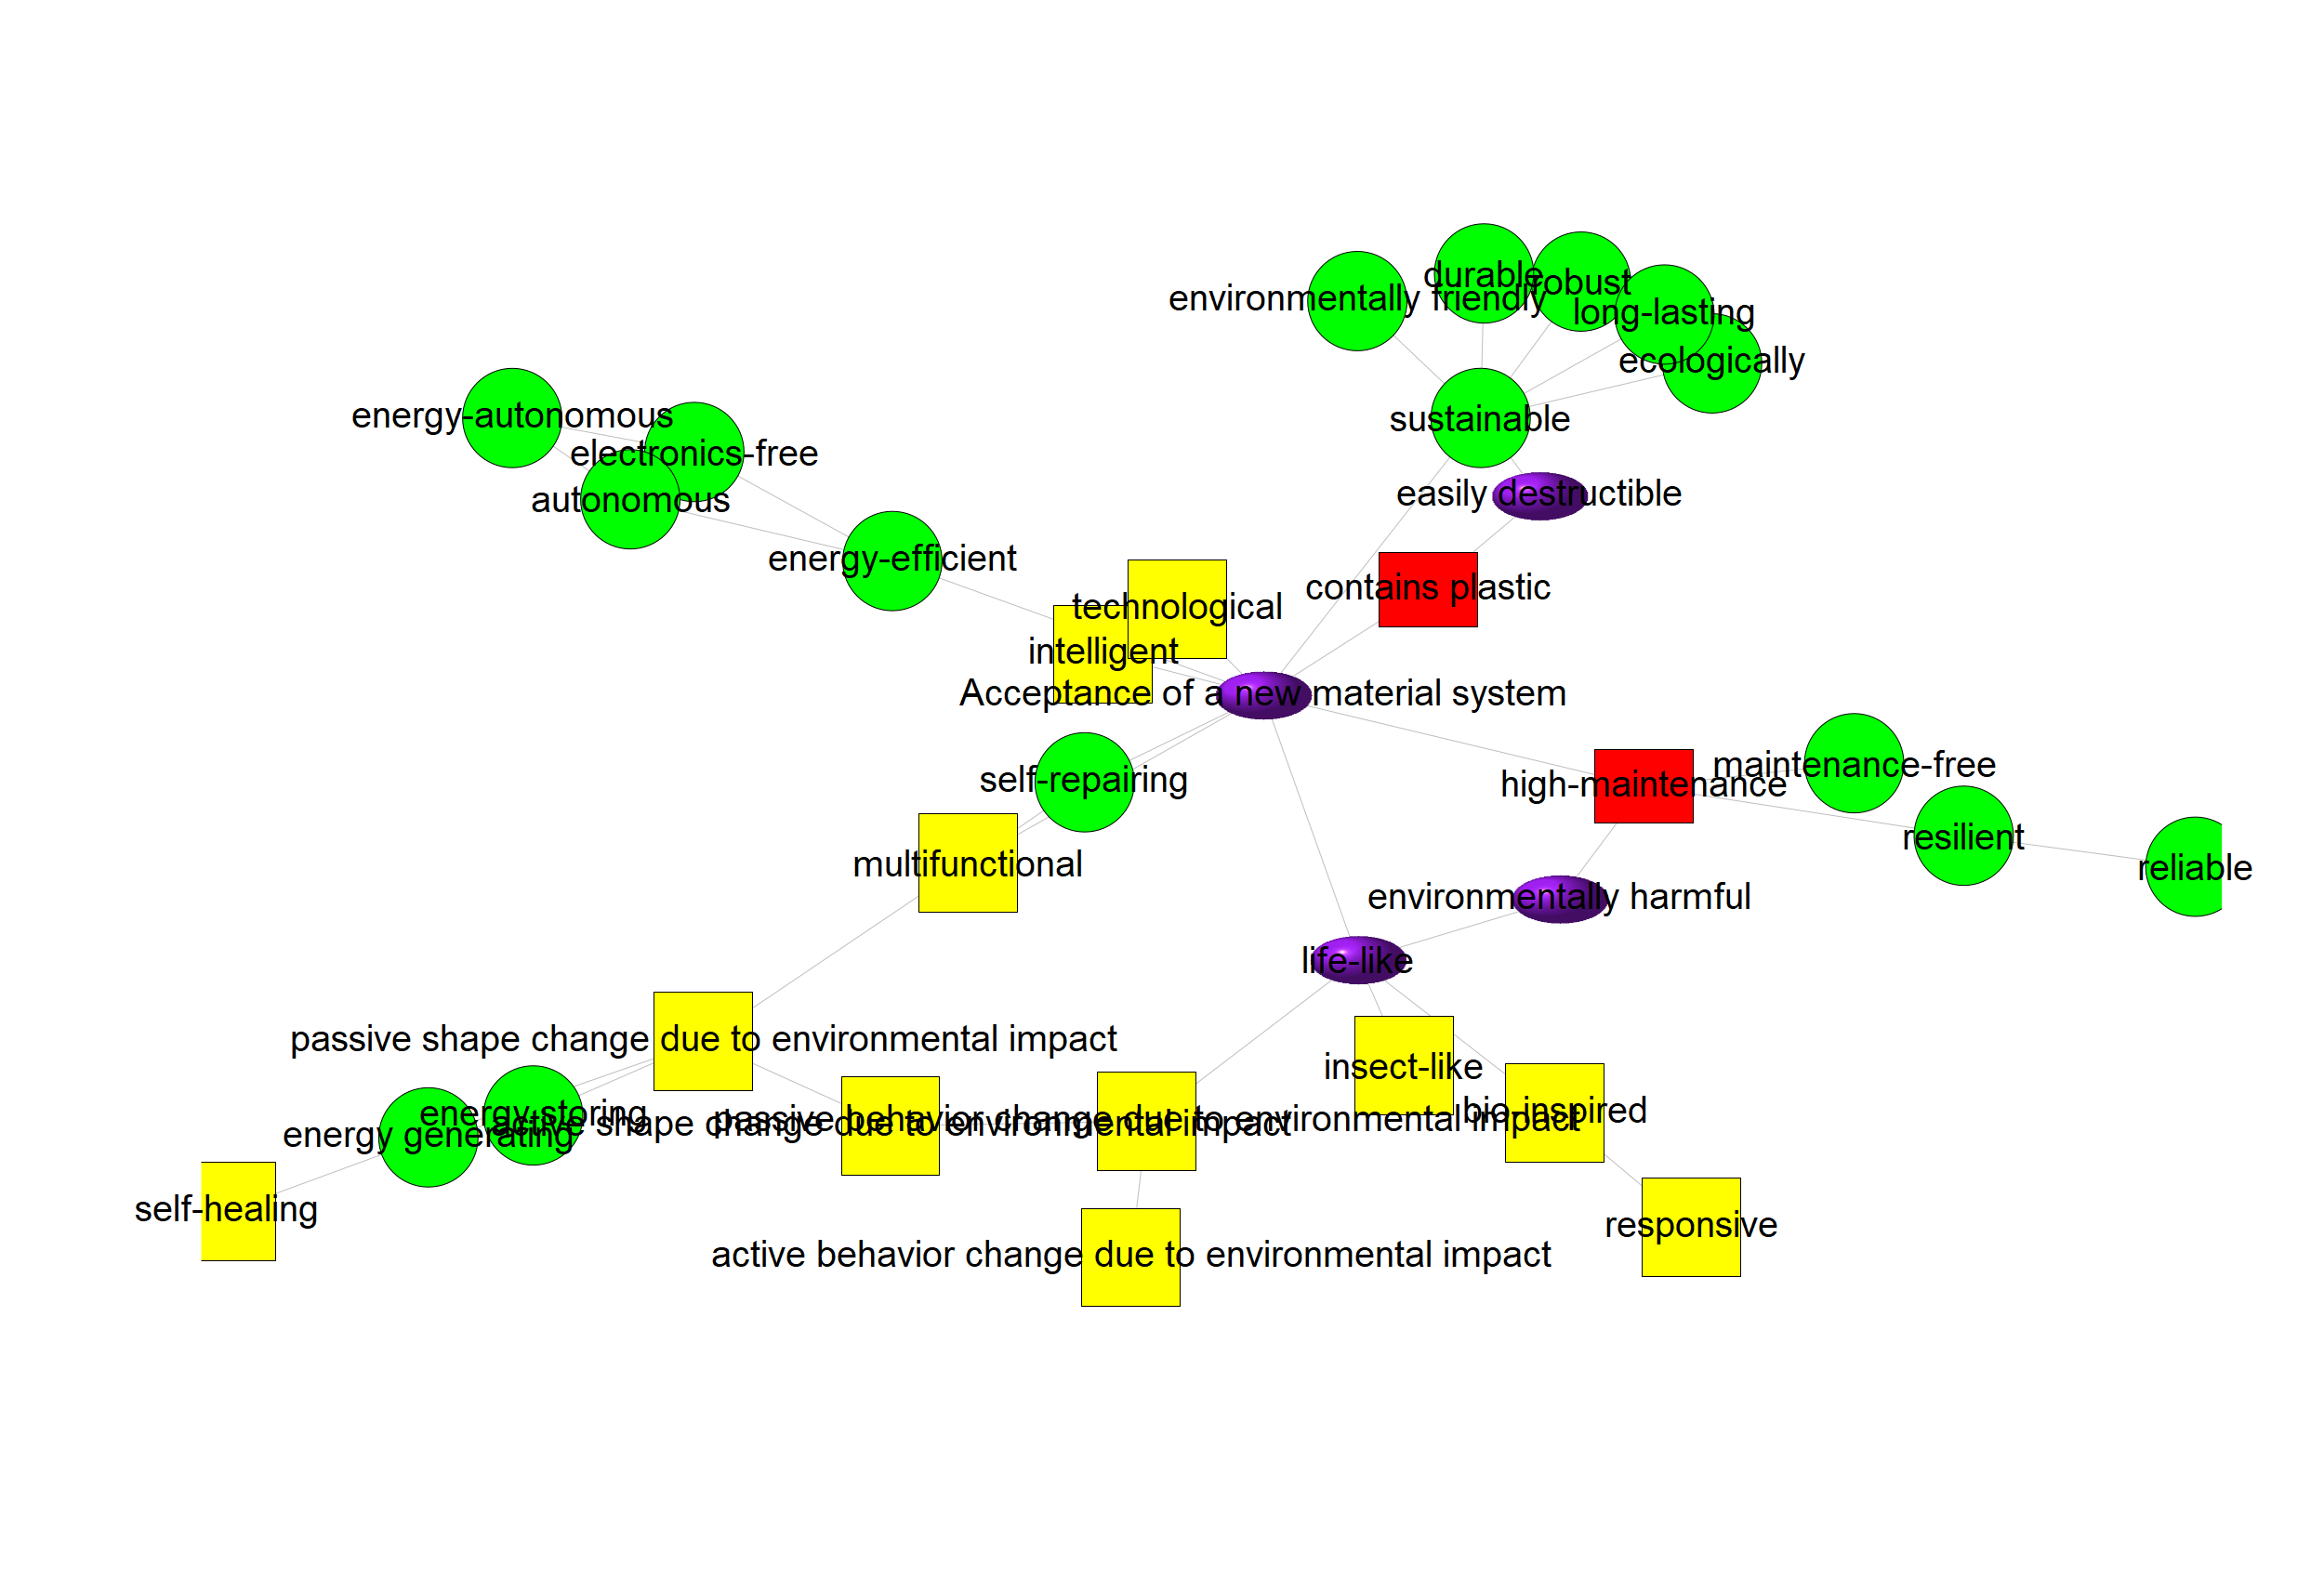 durable
robust
environmentally friendly
long-lasting
ecologically
energy-autonomous
sustainable
electronics-free
autonomous
easily destructible
energy-efficient
contains plastic
technological
intelligent
Acceptance of a new material system
maintenance-free
self-repairing
high-maintenance
resilient
multifunctional
reliable
environmentally harmful
life-like
passive shape change due to environmental impact
insect-like
bio-inspired
energy storing
passive behavior change due to environmental impact
active shape change due to environmental impact
energy generating
self-healing
responsive
active behavior change due to environmental impact